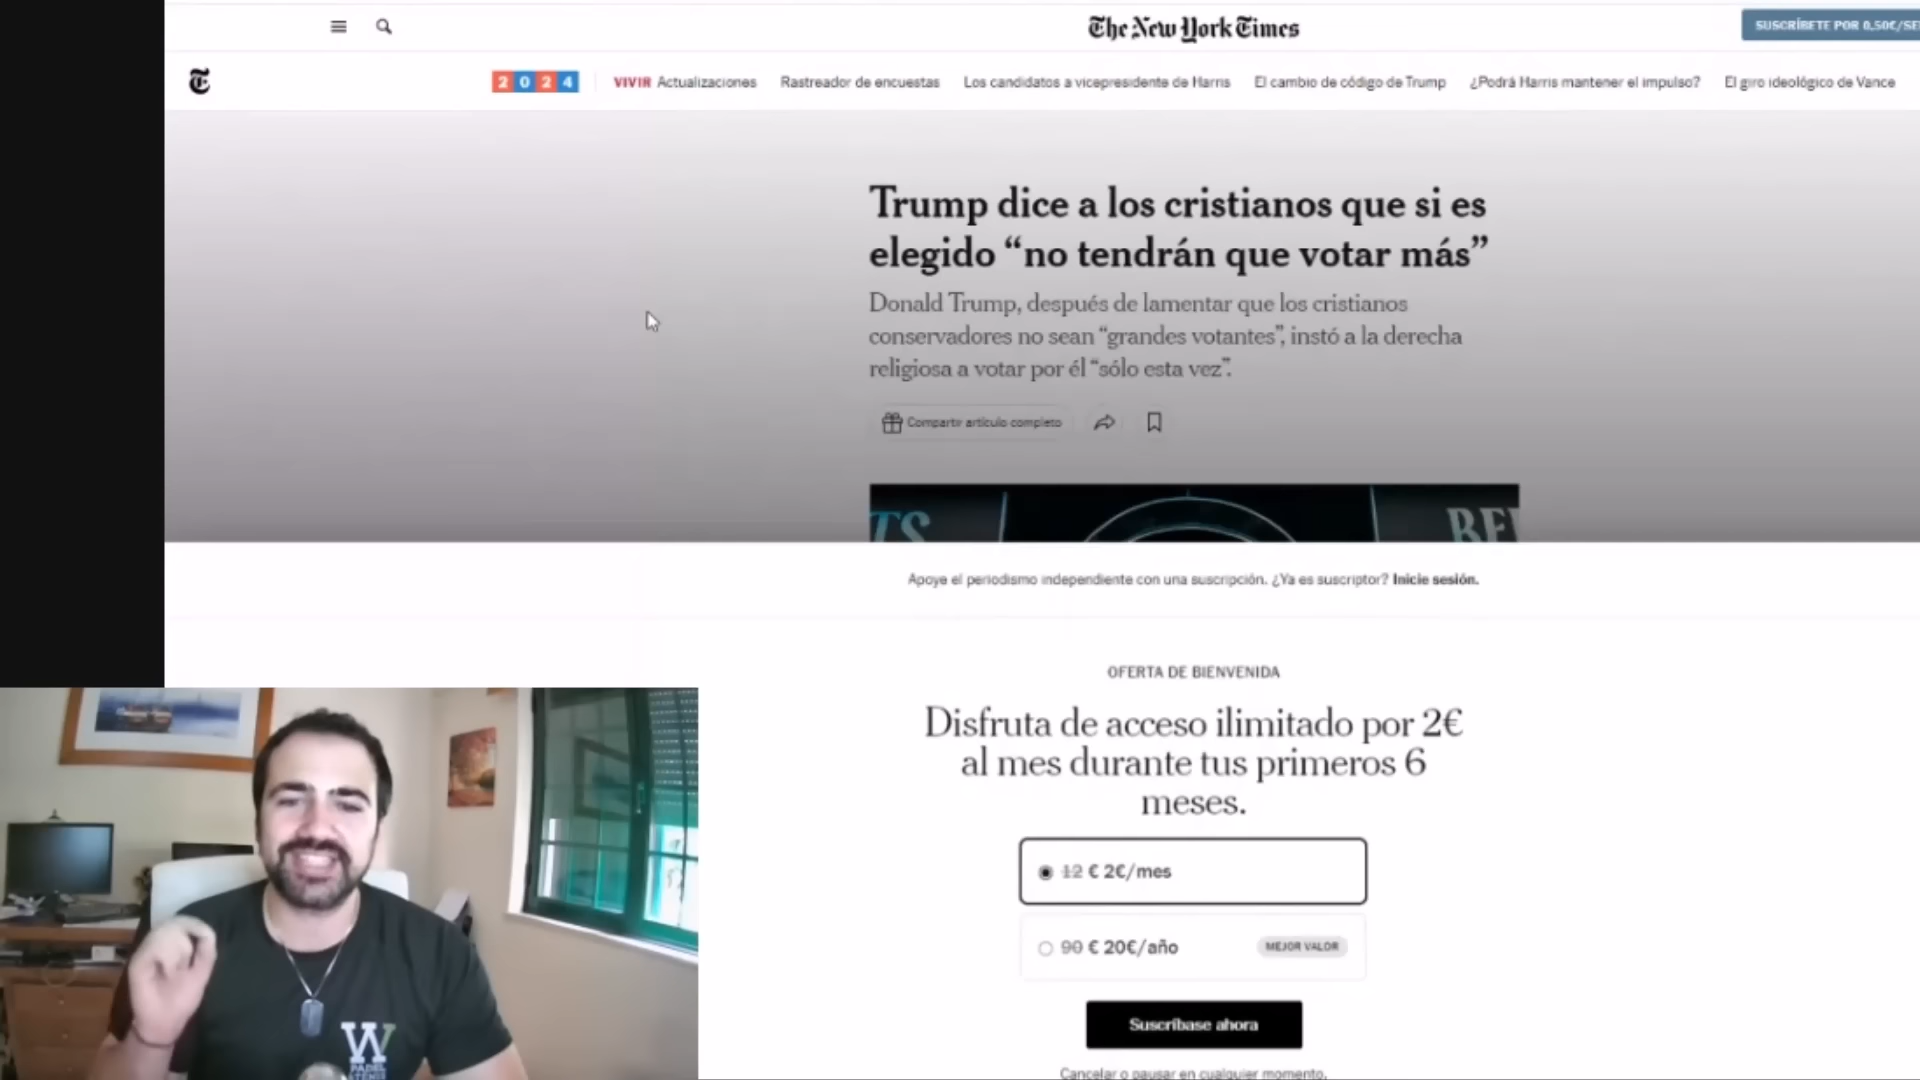 The New York Times
SUSCRÍBETE POR 0,50€/SE
2024
VIVIR Actualizaciones
Rastreador de encuestas
Los candidatos a vicepresidente de Harris
El cambio de código de Trump
¿Podrá Harris mantener el impulso?
El giro ideológico de Vance
Trump dice a los cristianos que si es
elegido “no tendrán que votar más”
Donald Trump, después de lamentar que los cristianos
conservadores no sean “grandes votantes”, instó a la derecha
religiosa a votar por él “sólo esta vez”.
Compartir artículo completo
TS
BEL
Apoye el periodismo independiente con una suscripción. ¿Ya es suscriptor? Inicie sesión.
OFERTA DE BIENVENIDA
Disfruta de acceso ilimitado por 2€
al mes durante tus primeros 6
meses.
12 € 2€/mes
90 € 20€/año
MEJOR VALOR
Suscríbase ahora
Cancelar o pausar en cualquier momento.
W
PADEL